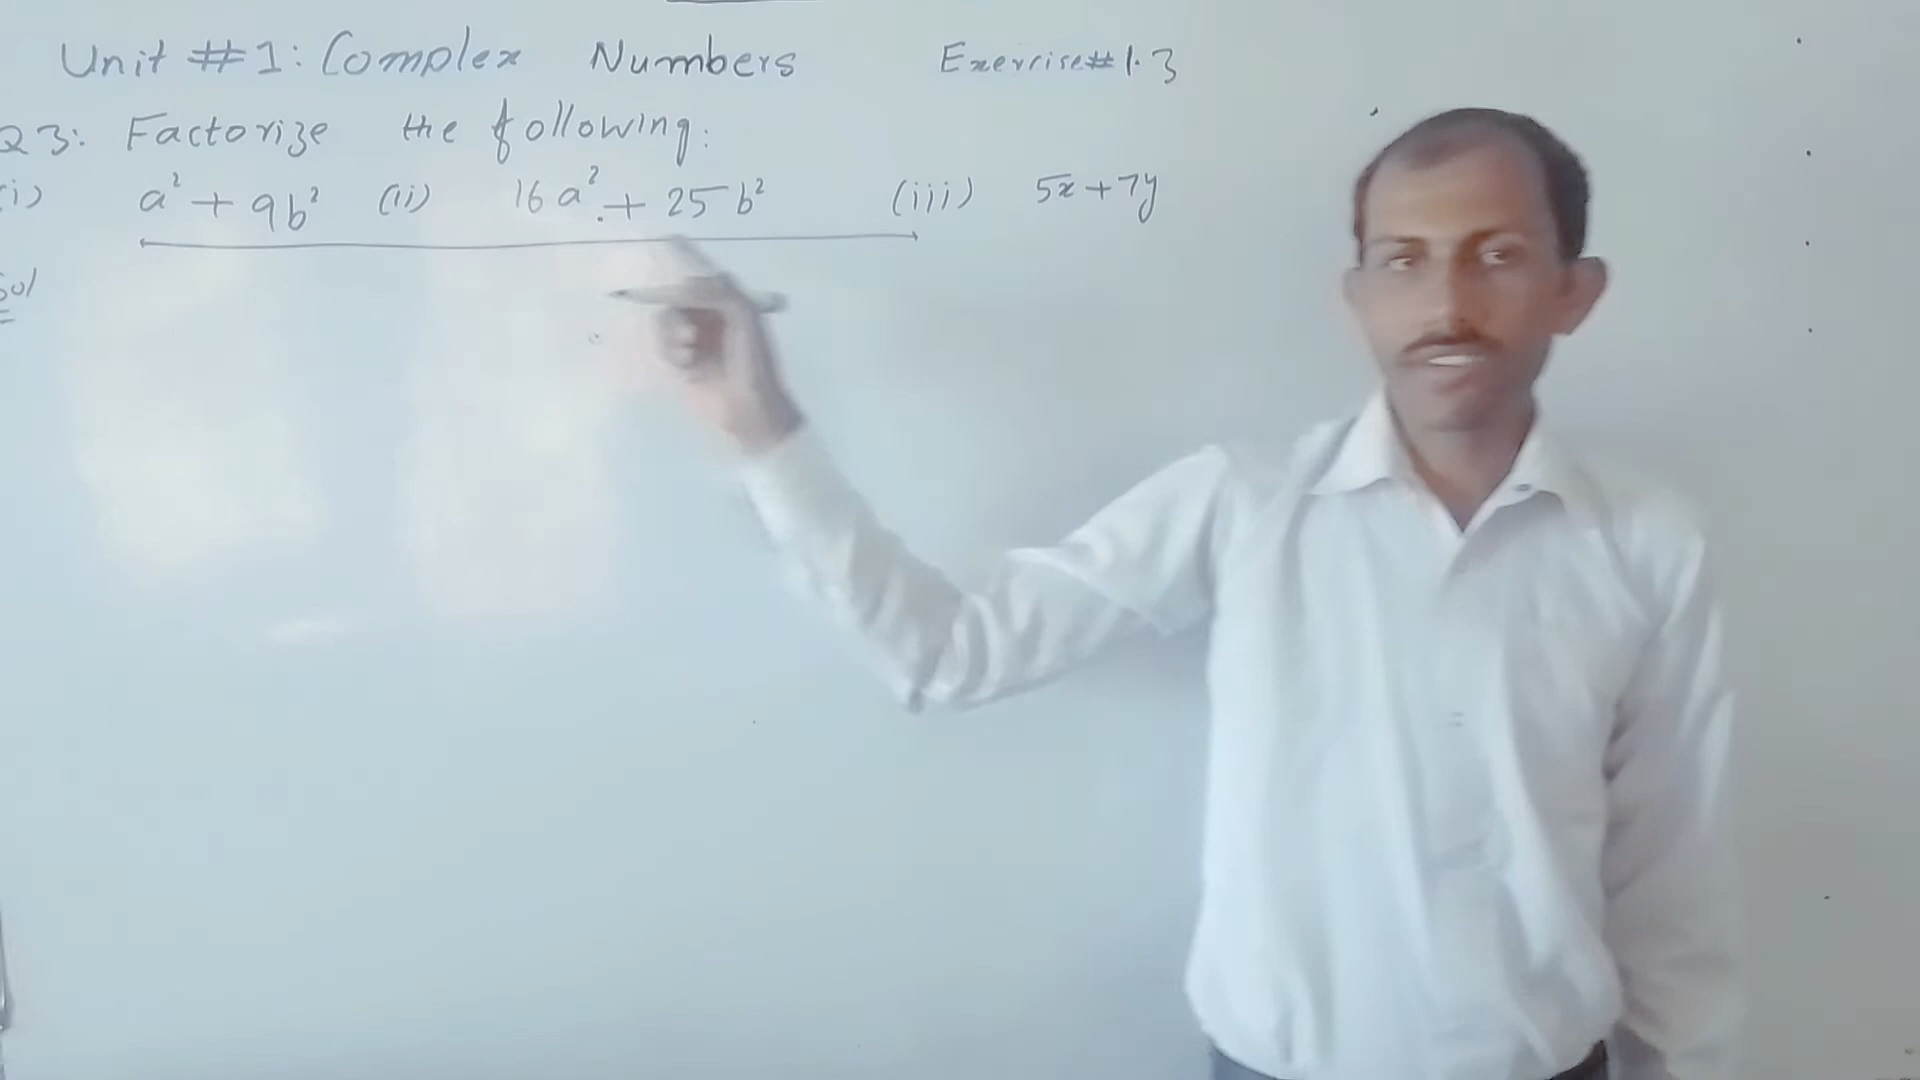 Unit #1: Complex Numbers Exercise# 1.3
Q3: Factorize the following:
(i) a² + 9b² (ii) 16a² + 25b² (iii) 5x + 7y
Sol